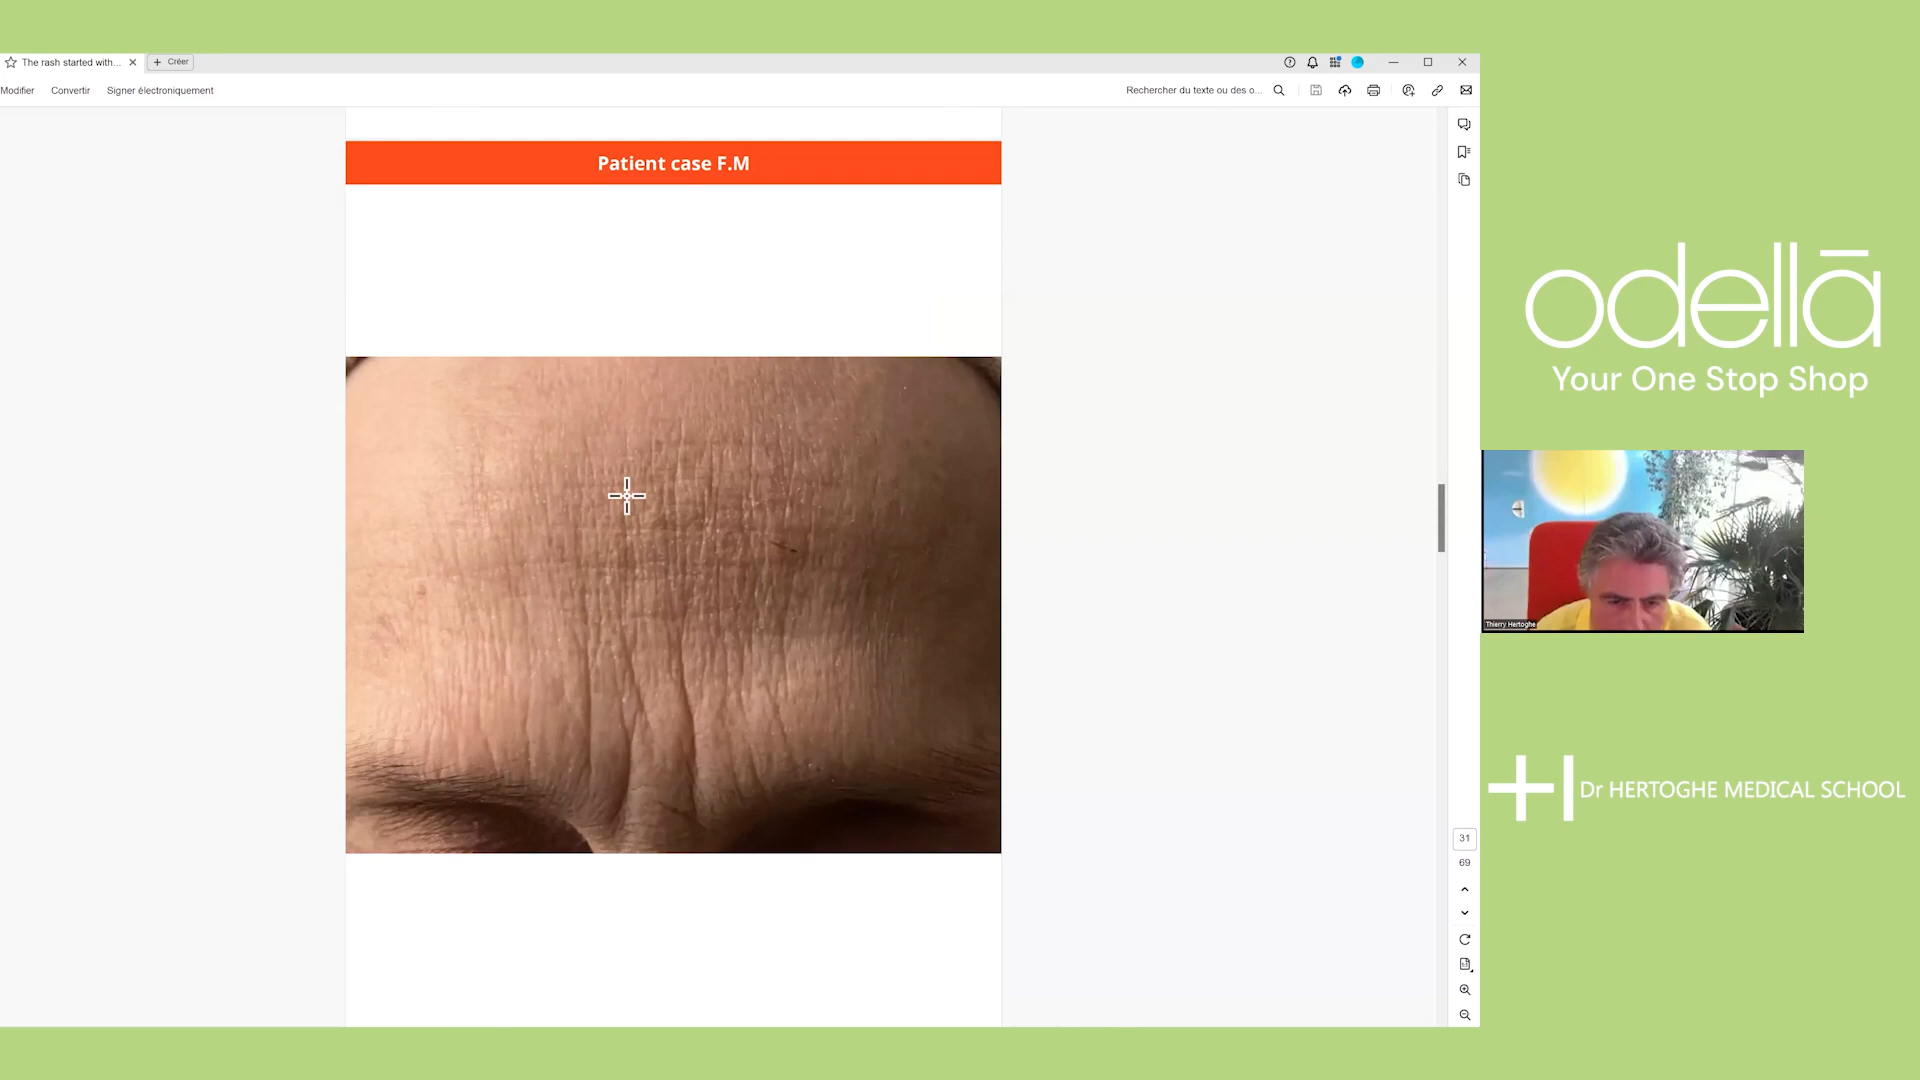 The rash started with...
Créer
Modifier
Convertir
Signer électroniquement
Rechercher du texte ou des o...
Patient case F.M
31
69
odellā
Your One Stop Shop
Thierry Hertoghe
Dr HERTOGHE MEDICAL SCHOOL